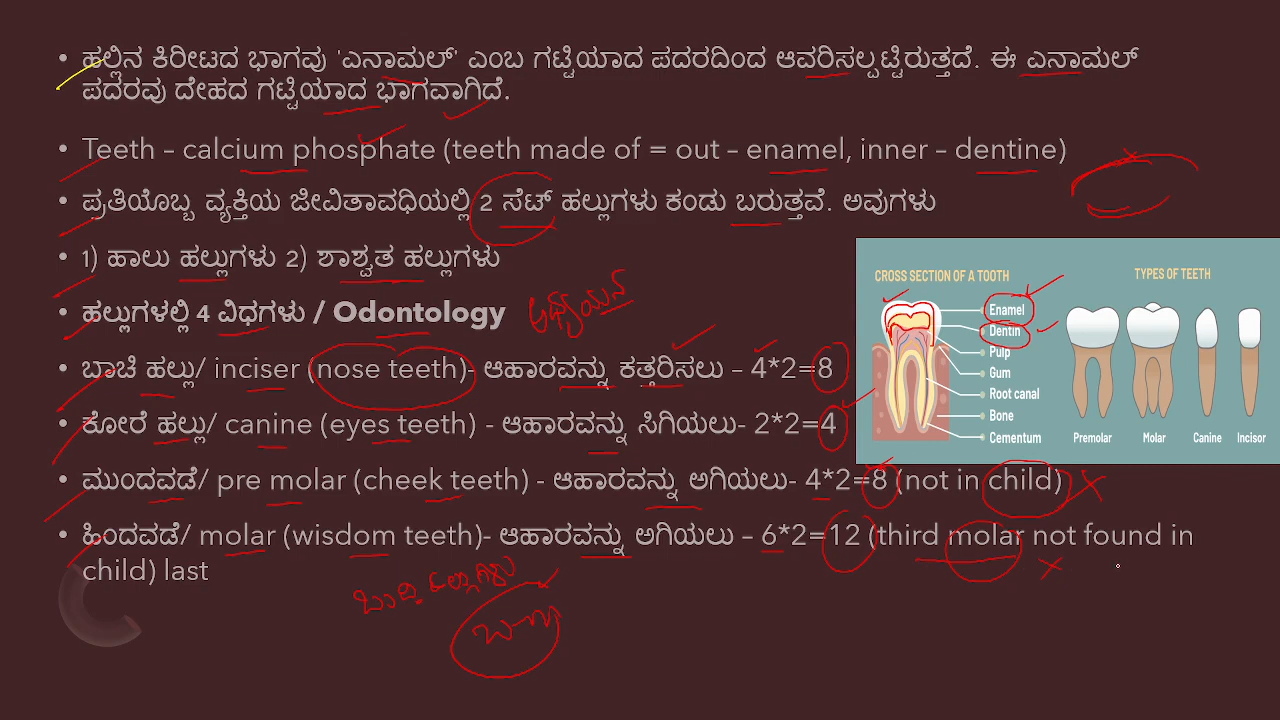 • ಹಲ್ಲಿನ ಕಿರೀಟದ ಭಾಗವು 'ಎನಾಮಲ್' ಎಂಬ ಗಟ್ಟಿಯಾದ ಪದರದಿಂದ ಆವರಿಸಲ್ಪಟ್ಟಿರುತ್ತದೆ. ಈ ಎನಾಮಲ್
ಪದರವು ದೇಹದ ಗಟ್ಟಿಯಾದ ಭಾಗವಾಗಿದೆ.
• Teeth – calcium phosphate (teeth made of = out – enamel, inner – dentine)
• ಪ್ರತಿಯೊಬ್ಬ ವ್ಯಕ್ತಿಯ ಜೀವಿತಾವಧಿಯಲ್ಲಿ 2 ಸೆಟ್ ಹಲ್ಲುಗಳು ಕಂಡು ಬರುತ್ತವೆ. ಅವುಗಳು
• 1) ಹಾಲು ಹಲ್ಲುಗಳು 2) ಶಾಶ್ವತ ಹಲ್ಲುಗಳು
• ಹಲ್ಲುಗಳಲ್ಲಿ 4 ವಿಧಗಳು / Odontology ಅಧ್ಯಯನ
• ಬಾಚಿ ಹಲ್ಲು/ inciser (nose teeth)- ಆಹಾರವನ್ನು ಕತ್ತರಿಸಲು – 4*2=8
• ಕೋರೆ ಹಲ್ಲು/ canine (eyes teeth) - ಆಹಾರವನ್ನು ಸಿಗಿಯಲು- 2*2=4
• ಮುಂದವಡೆ/ pre molar (cheek teeth) - ಆಹಾರವನ್ನು ಅಗಿಯಲು- 4*2=8 (not in child)
• ಹಿಂದವಡೆ/ molar (wisdom teeth)- ಆಹಾರವನ್ನು ಅಗಿಯಲು – 6*2=12 (third molar not found in
child) last
CROSS SECTION OF A TOOTH
Enamel
Dentin
Pulp
Gum
Root canal
Bone
Cementum
TYPES OF TEETH
Premolar Molar Canine Incisor